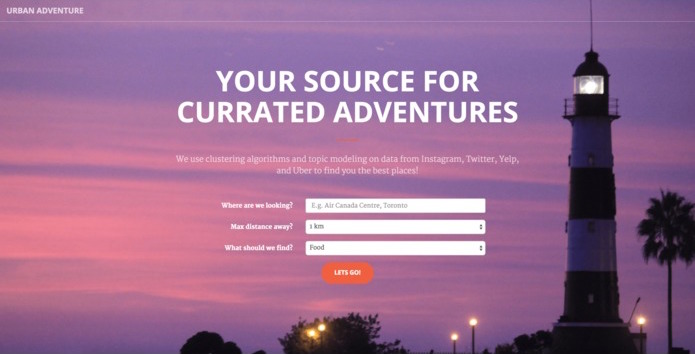 URBAN ADVENTURE
YOUR SOURCE FOR
CURRATED ADVENTURES
We use clustering algorithms and topic modeling on data from Instagram, Twitter, Yelp,
and Uber to find you the best places!
Where are we looking? E.g. Air Canada Centre, Toronto
Max distance away? 1 km
What should we find? Food
LETS GO!